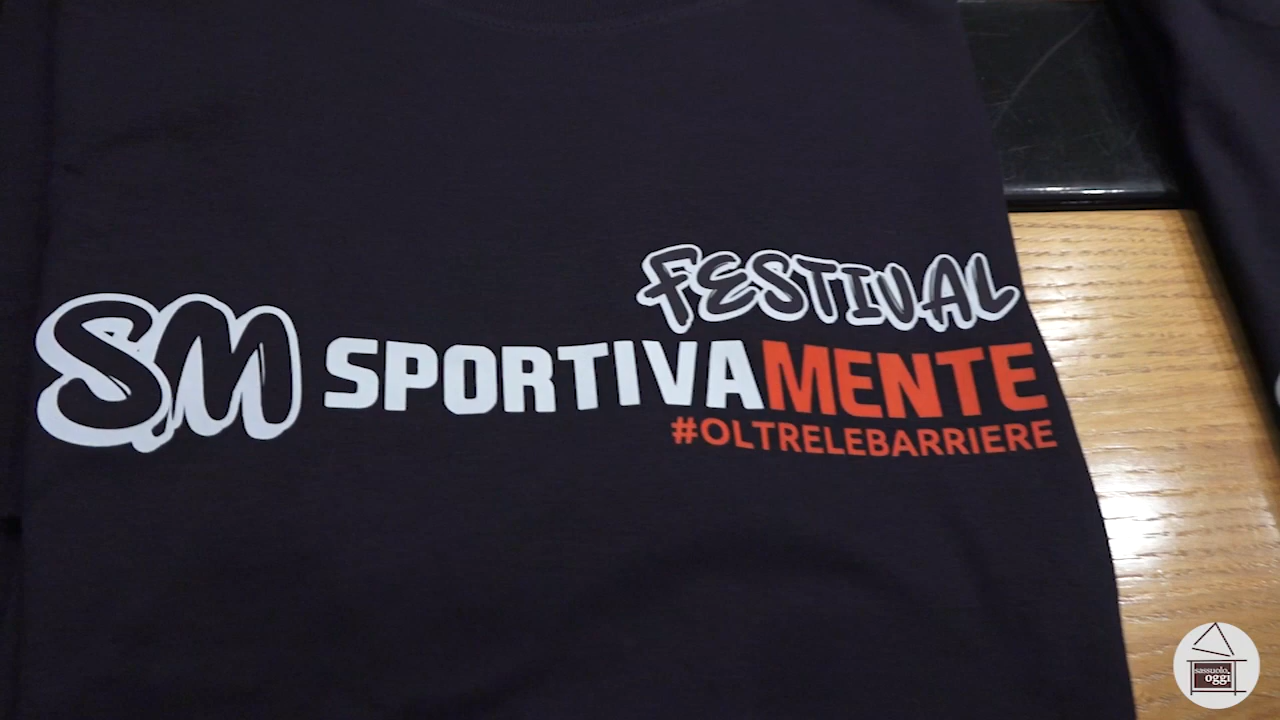 FESTIVAL
SM SPORTIVAMENTE
#OLTRELEBARRIERE
sassuolo
oggi